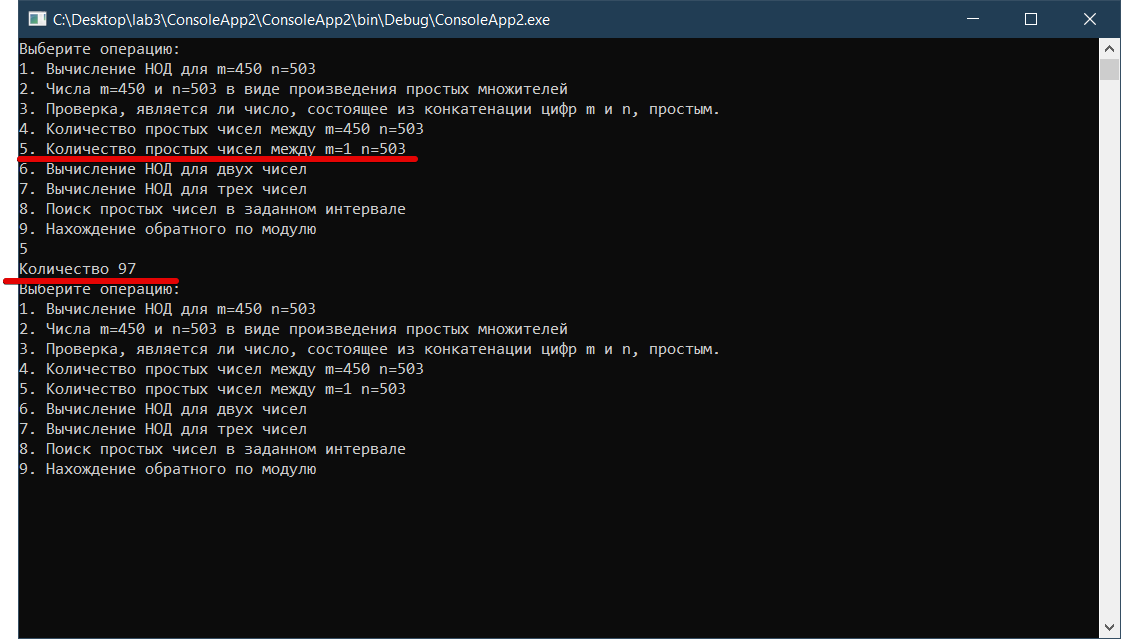 C:\Desktop\lab3\ConsoleApp2\ConsoleApp2\bin\Debug\ConsoleApp2.exe
Выберите операцию:
1. Вычисление НОД для m=450 n=503
2. Числа m=450 и n=503 в виде произведения простых множителей
3. Проверка, является ли число, состоящее из конкатенации цифр m и n, простым.
4. Количество простых чисел между m=450 n=503
5. Количество простых чисел между m=1 n=503
6. Вычисление НОД для двух чисел
7. Вычисление НОД для трех чисел
8. Поиск простых чисел в заданном интервале
9. Нахождение обратного по модулю
5
Количество 97
Выберите операцию:
1. Вычисление НОД для m=450 n=503
2. Числа m=450 и n=503 в виде произведения простых множителей
3. Проверка, является ли число, состоящее из конкатенации цифр m и n, простым.
4. Количество простых чисел между m=450 n=503
5. Количество простых чисел между m=1 n=503
6. Вычисление НОД для двух чисел
7. Вычисление НОД для трех чисел
8. Поиск простых чисел в заданном интервале
9. Нахождение обратного по модулю